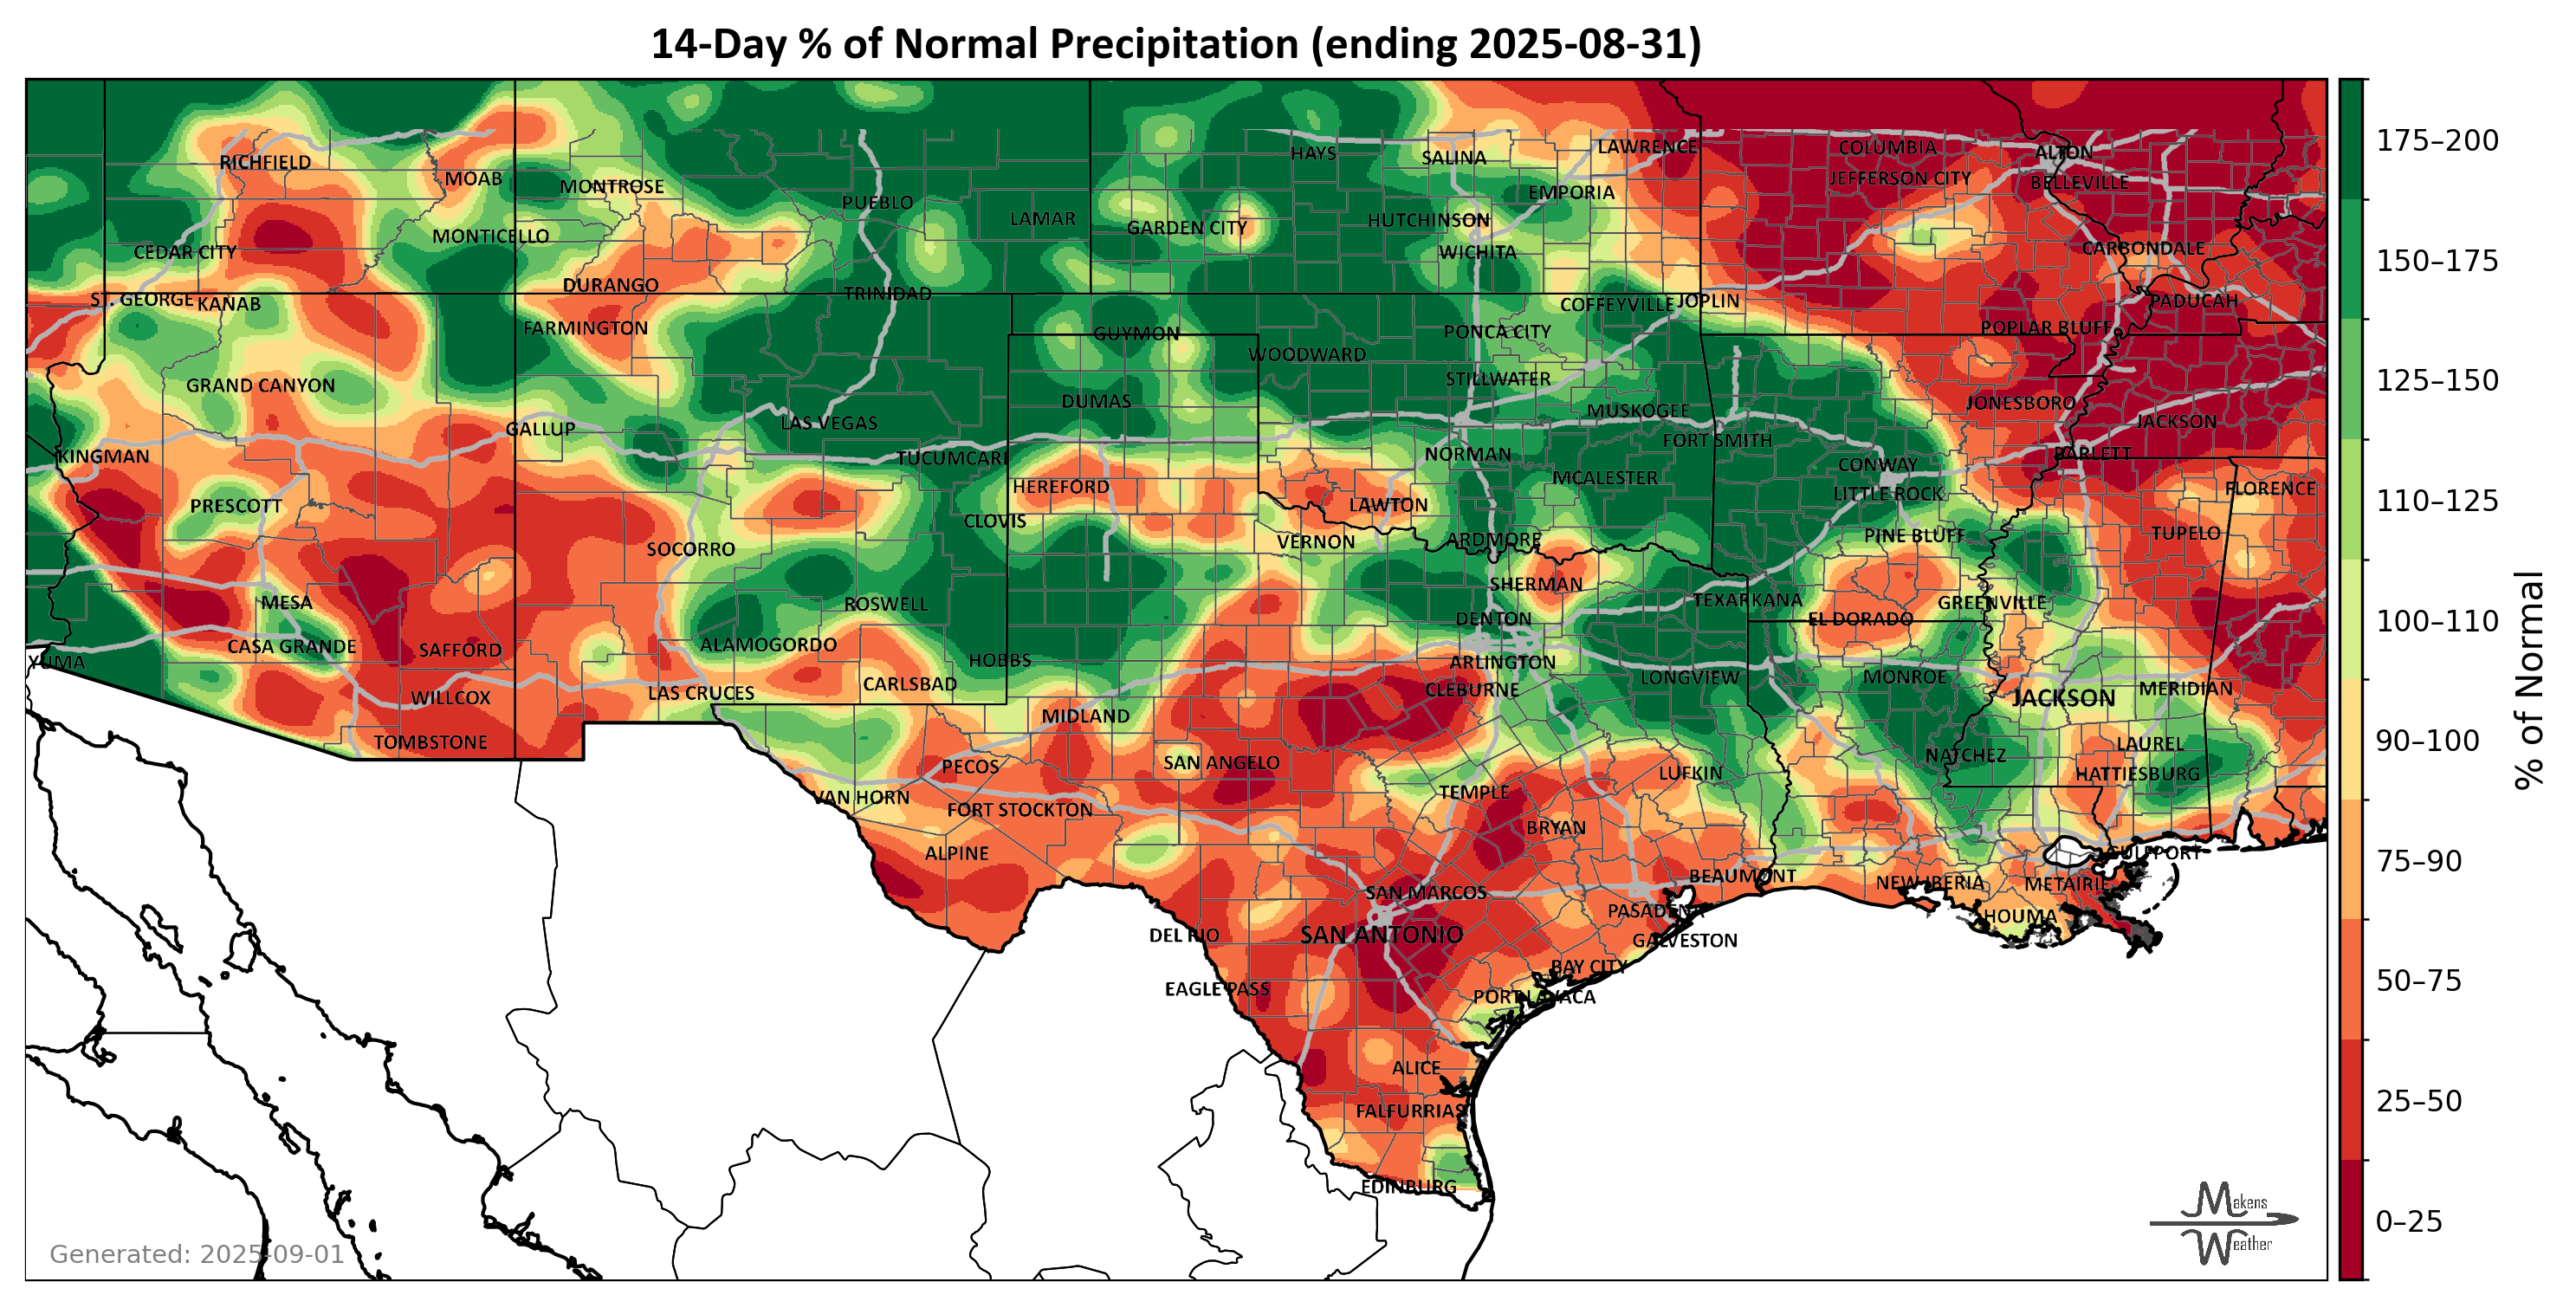 14-Day % of Normal Precipitation (ending 2025-08-31)
HAYS
SALINA
LAWRENCE
COLUMBIA
ALTON
RICHFIELD
MOAB
MONTROSE
EMPORIA
JEFFERSON CITY
BELLEVILLE
PUEBLO
LAMAR
GARDEN CITY
HUTCHINSON
MONTICELLO
CEDAR CITY
WICHITA
CARBONDALE
DURANGO
TRINIDAD
ST. GEORGE
KANAB
COFFEYVILLE
JOPLIN
PADUCAH
FARMINGTON
GUYMON
PONCA CITY
POPLAR BLUFF
WOODWARD
GRAND CANYON
STILLWATER
DUMAS
MUSKOGEE
JONESBORO
GALLUP
LAS VEGAS
FORT SMITH
JACKSON
KINGMAN
TUCUMCARI
NORMAN
BARLETT
CONWAY
HEREFORD
MCALESTER
LITTLE ROCK
FLORENCE
PRESCOTT
LAWTON
CLOVIS
PINE BLUFF
TUPELO
SOCORRO
VERNON
ARDMORE
SHERMAN
MESA
ROSWELL
TEXARKANA
GREENVILLE
DENTON
EL DORADO
CASA GRANDE
SAFFORD
ALAMOGORDO
YUMA
HOBBS
ARLINGTON
LONGVIEW
MONROE
LAS CRUCES
CARLSBAD
CLEBURNE
MERIDIAN
WILLCOX
JACKSON
MIDLAND
TOMBSTONE
LAUREL
PECOS
SAN ANGELO
NATCHEZ
LUFKIN
HATTIESBURG
VAN HORN
TEMPLE
FORT STOCKTON
BRYAN
ALPINE
GULFPORT
BEAUMONT
NEW IBERIA
METAIRIE
SAN MARCOS
PASADENA
HOUMA
DEL RIO
SAN ANTONIO
GALVESTON
BAY CITY
EAGLE PASS
PORT LAVACA
ALICE
FALFURRIAS
EDINBURG
175–200
150–175
125–150
110–125
100–110
90–100
75–90
50–75
25–50
0–25
% of Normal
Generated: 2025-09-01
Makens
Weather